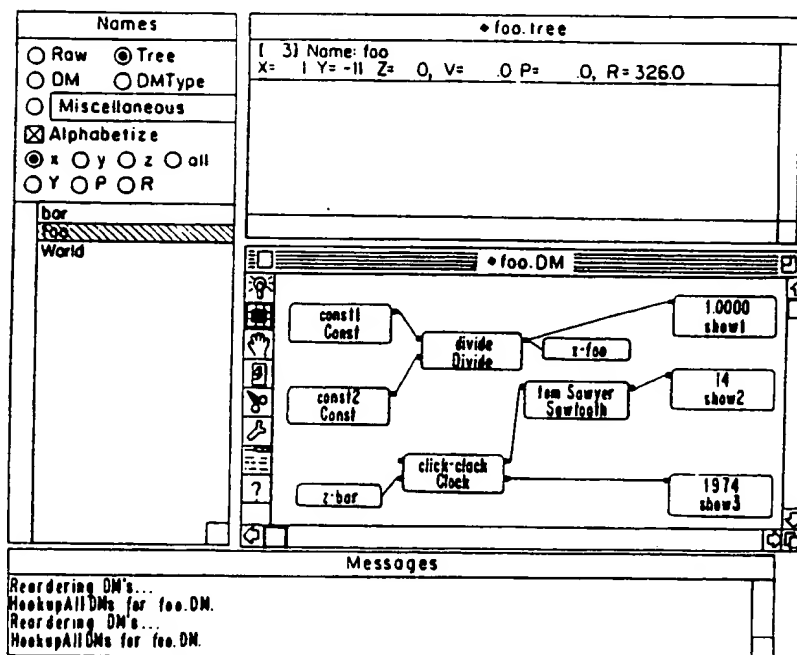 Names
Raw Tree
DM DMType
Miscellaneous
Alphabetize
x y z all
Y P R
bar
foo
World
foo.tree
[ 3] Name: foo
X= 1 Y= -11 Z= 0, V= .0 P= .0, R= 326.0
foo.DM
const1
Const
divide
Divide
x-foo
1.0000
show1
const2
Const
tom Sawyer
Sawtooth
14
show2
click-clack
Clock
z-bar
1974
show3
?
Messages
Reordering DM's...
HookupAllDMs for foo.DM.
Reordering DM's...
HookupAllDMs for foo.DM.